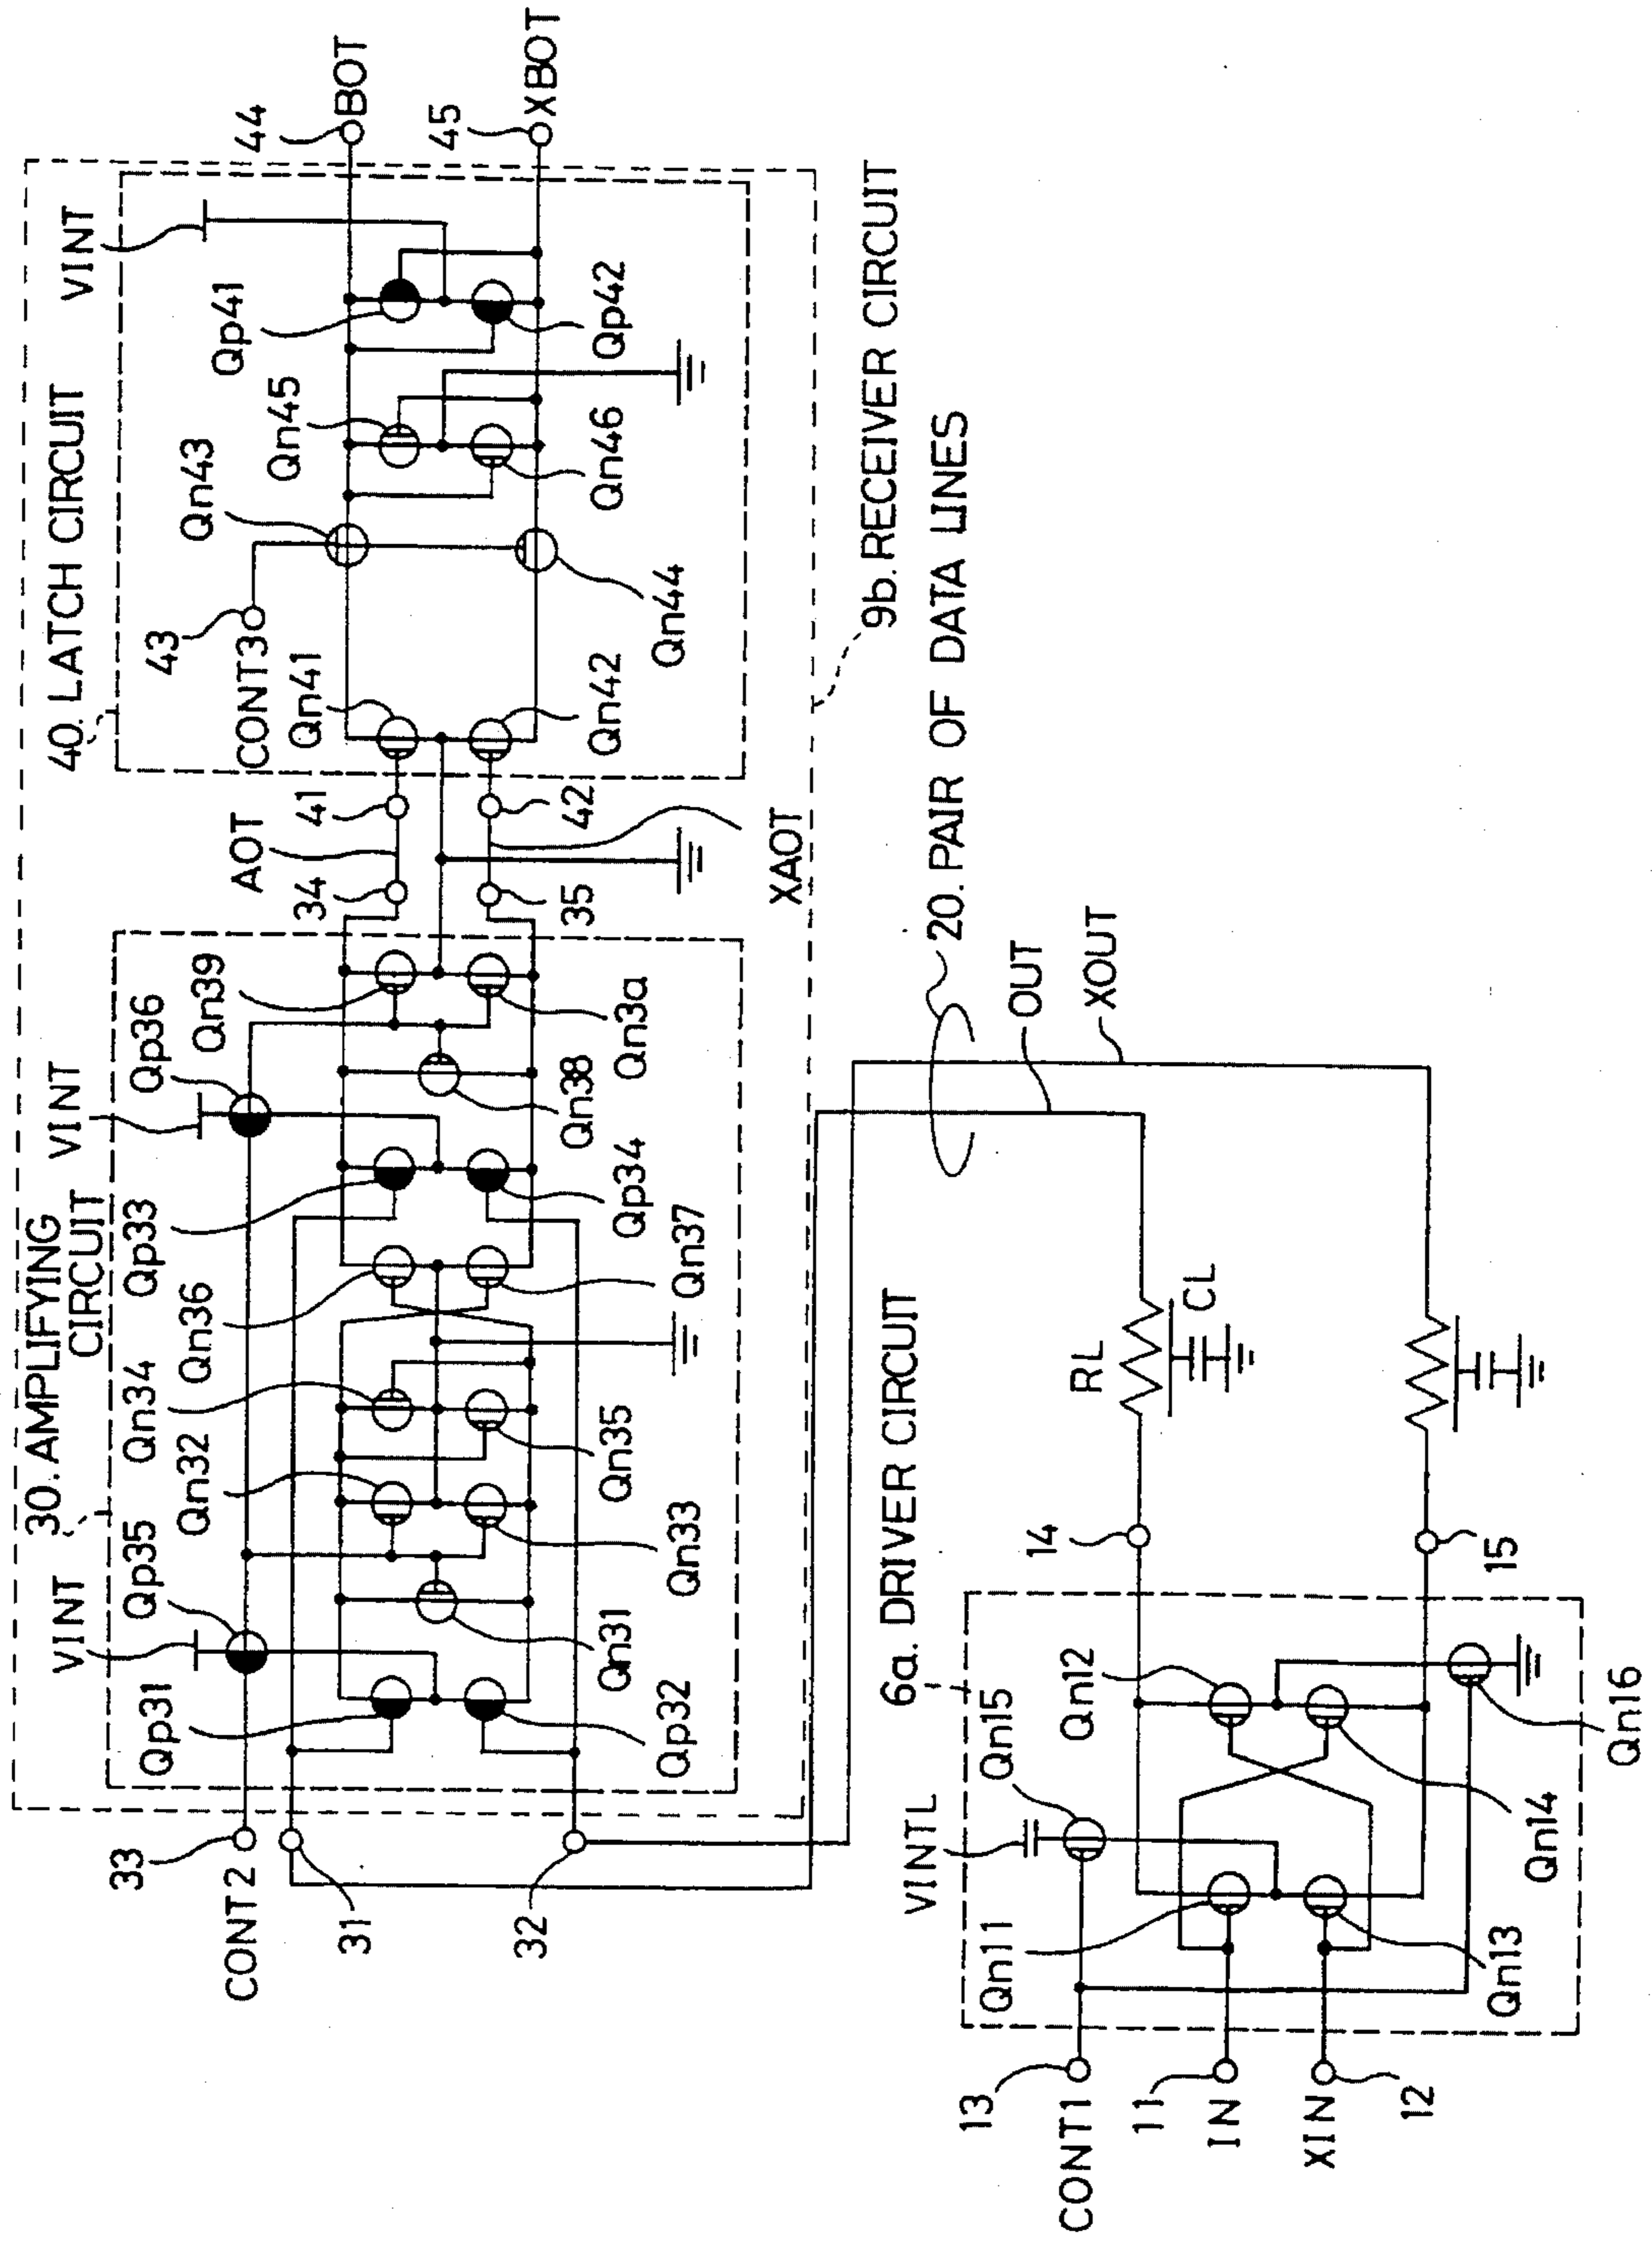 40. LATCH CIRCUIT
VINT
44
BOT
43
CONT3
Qn43
Qn45
Qp41
45
XBOT
Qn41
Qn42
Qn44
Qn46
Qp42
9b. RECEIVER CIRCUIT
30. AMPLIFYING
CIRCUIT
VINT
VINT
Qp35
Qn32
Qn34
Qn36
Qp33
Qp36
Qn39
34
AOT
41
33
CONT2
Qp31
Qp32
Qn31
Qn33
Qn35
Qn37
Qp34
Qn38
Qn3a
35
42
XAOT
31
32
20. PAIR OF DATA LINES
OUT
XOUT
6a. DRIVER CIRCUIT
VINTL
Qn15
Qn12
14
RL
CL
13
CONT1
Qn11
11
IN
XIN
12
Qn13
Qn14
Qn16
15